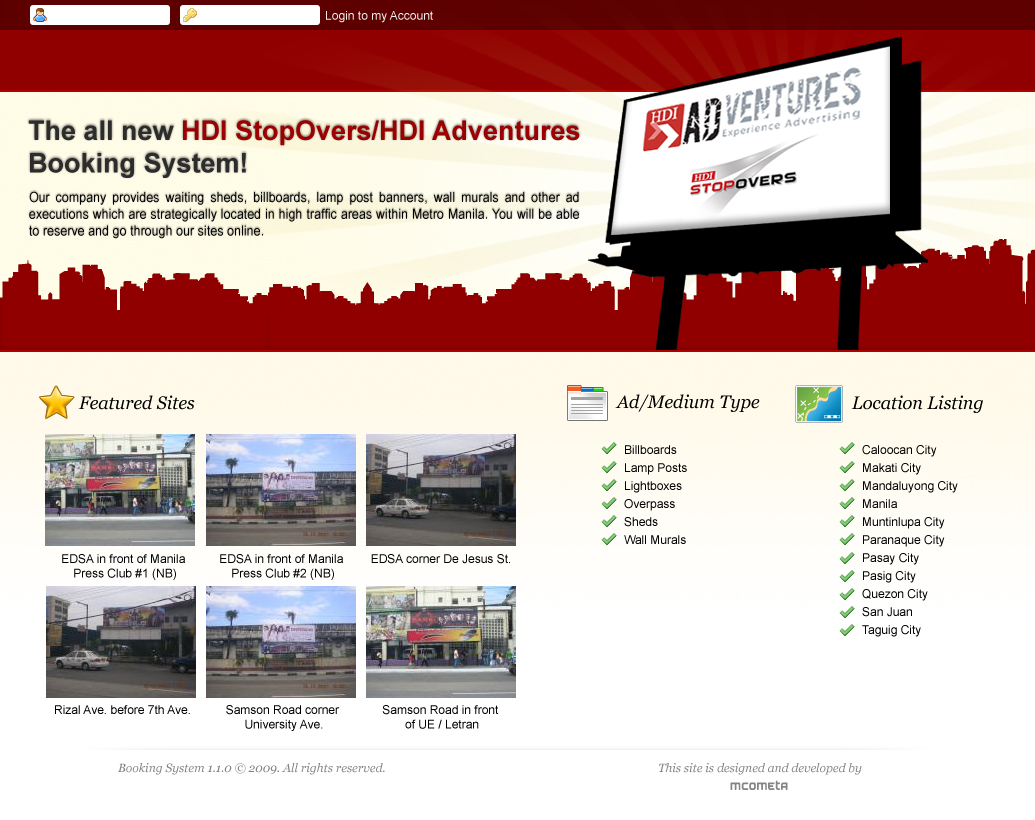 Login to my Account
HDI
ADVENTURES
Experience Advertising
HDI
STOPOVERS
The all new HDI StopOvers/HDI Adventures
Booking System!
Our company provides waiting sheds, billboards, lamp post banners, wall murals and other ad
executions which are strategically located in high traffic areas within Metro Manila. You will be able
to reserve and go through our sites online.
Featured Sites
EDSA in front of Manila
Press Club #1 (NB)
EDSA in front of Manila
Press Club #2 (NB)
EDSA corner De Jesus St.
Rizal Ave. before 7th Ave.
Samson Road corner
University Ave.
Samson Road in front
of UE / Letran
Ad/Medium Type
Billboards
Lamp Posts
Lightboxes
Overpass
Sheds
Wall Murals
Location Listing
Caloocan City
Makati City
Mandaluyong City
Manila
Muntinlupa City
Paranaque City
Pasay City
Pasig City
Quezon City
San Juan
Taguig City
Booking System 1.1.0 © 2009. All rights reserved.
This site is designed and developed by
mcometa